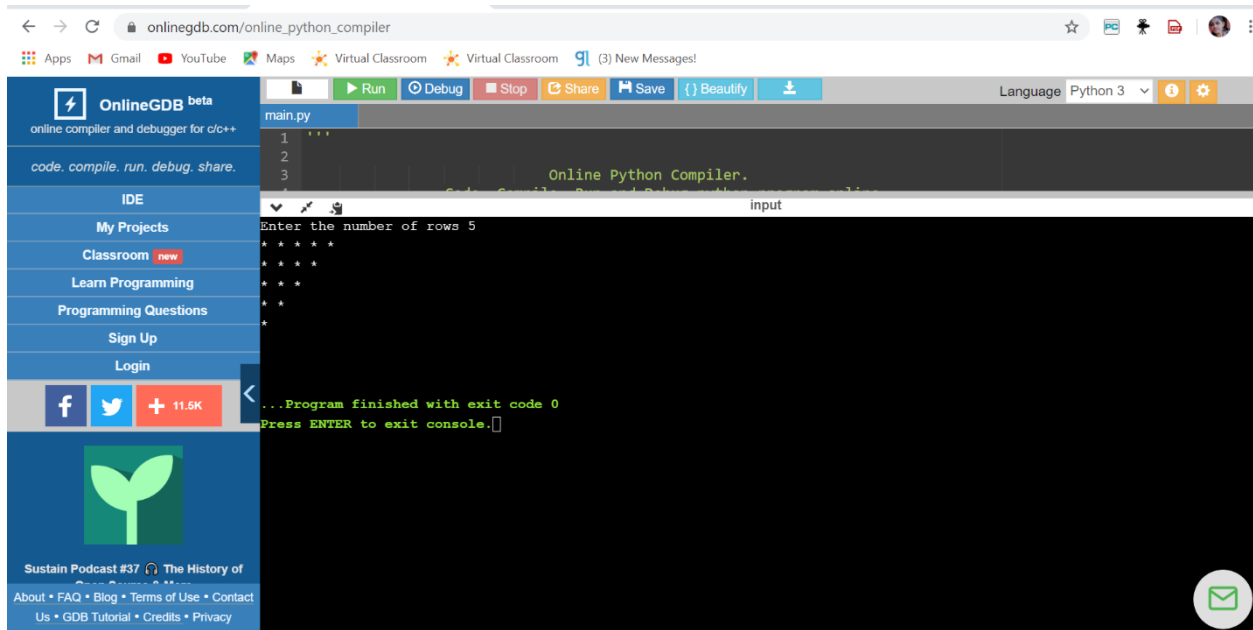 onlinegdb.com/online_python_compiler
PC
Apps Gmail YouTube Maps Virtual Classroom Virtual Classroom g| (3) New Messages!
OnlineGDB beta
online compiler and debugger for c/c++
code. compile. run. debug. share.
IDE
My Projects
Classroom new
Learn Programming
Programming Questions
Sign Up
Login
f + 11.5K
Sustain Podcast #37 🎧 The History of
About • FAQ • Blog • Terms of Use • Contact
Us • GDB Tutorial • Credits • Privacy
Run Debug Stop Share Save {} Beautify
Language Python 3
main.py
1 '''
2
3 Online Python Compiler.
input
Enter the number of rows 5
* * * * *
* * * *
* * *
* *
*
...Program finished with exit code 0
Press ENTER to exit console.